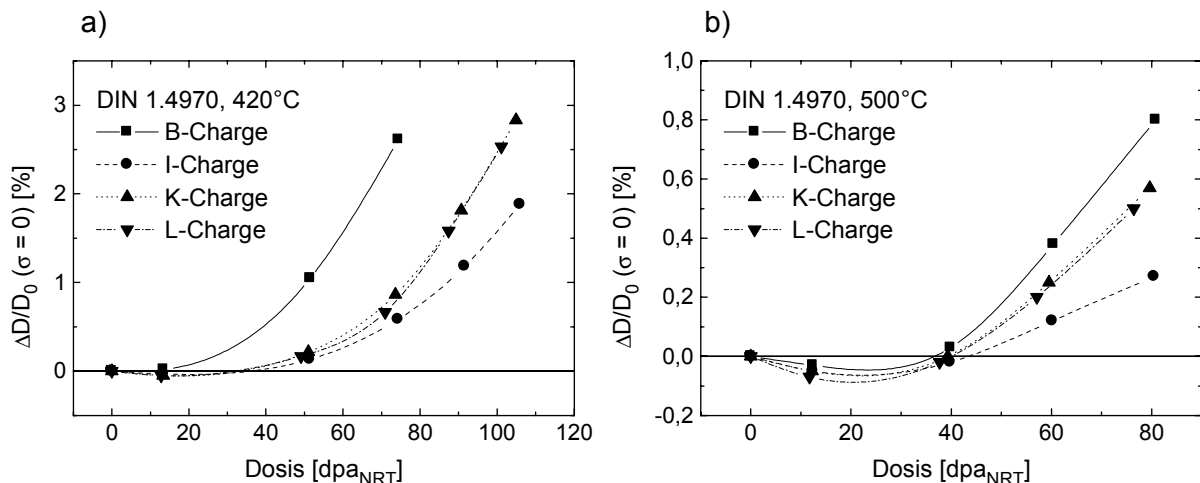 a)
ΔD/D0 (σ = 0) [%]
3
2
1
0
DIN 1.4970, 420°C
B-Charge
I-Charge
K-Charge
L-Charge
0 20 40 60 80 100 120
Dosis [dpaNRT]
b)
ΔD/D0 (σ = 0) [%]
1,0
0,8
0,6
0,4
0,2
0,0
-0,2
DIN 1.4970, 500°C
B-Charge
I-Charge
K-Charge
L-Charge
0 20 40 60 80
Dosis [dpaNRT]